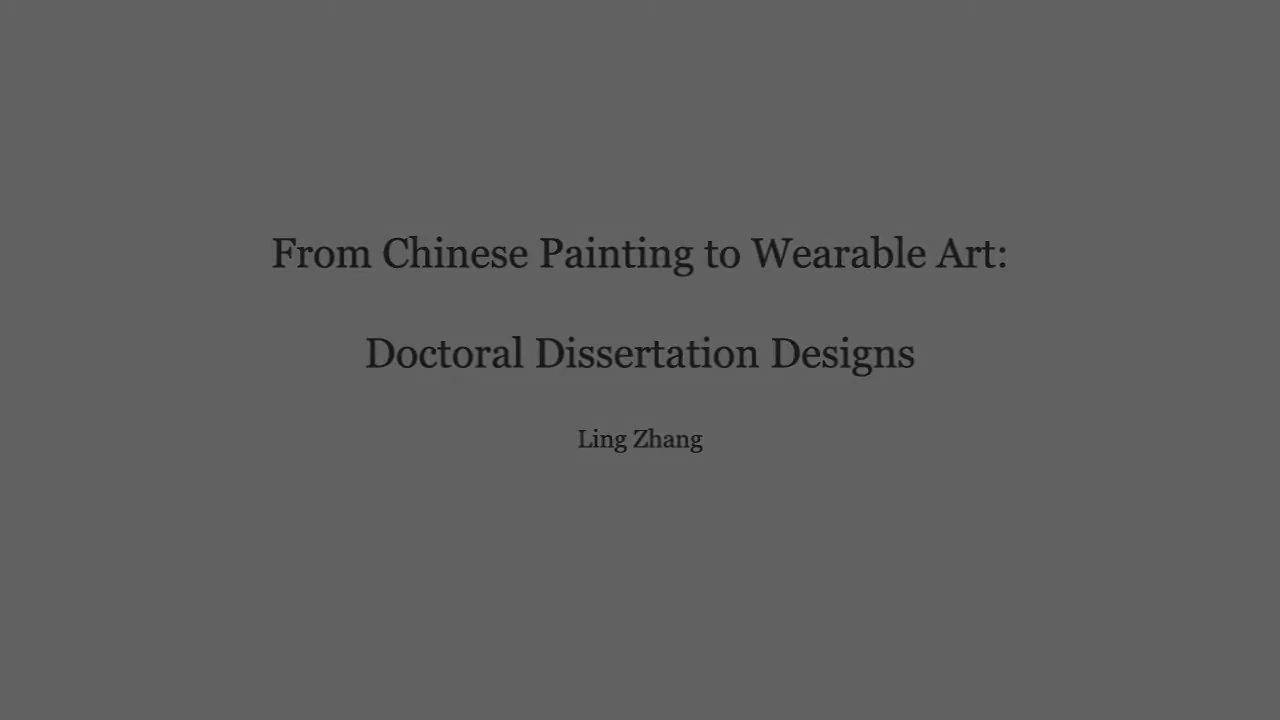 From Chinese Painting to Wearable Art:
Doctoral Dissertation Designs
Ling Zhang